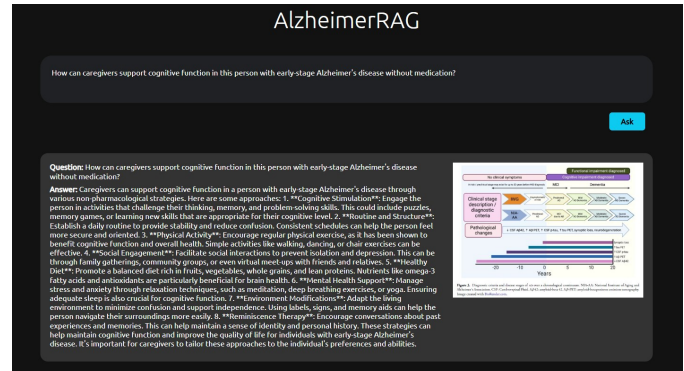 AlzheimerRAG
How can caregivers support cognitive function in this person with early-stage Alzheimer's disease without medication?
Ask
Question: How can caregivers support cognitive function in this person with early-stage Alzheimer's disease
without medication?
Answer: Caregivers can support cognitive function in a person with early-stage Alzheimer's disease through
various non-pharmacological strategies. Here are some approaches: 1. **Cognitive Stimulation**: Engage the
person in activities that challenge their thinking, memory, and problem-solving skills. This could include puzzles,
memory games, or learning new skills that are appropriate for their cognitive level. 2. **Routine and Structure**:
Establish a daily routine to provide stability and reduce confusion. Consistent schedules can help the person feel
more secure and oriented. 3. **Physical Activity**: Encourage regular physical exercise, as it has been shown to
benefit cognitive function and overall health. Simple activities like walking, dancing, or chair exercises can be
effective. 4. **Social Engagement**: Facilitate social interactions to prevent isolation and depression. This can be
through family gatherings, community groups, or even virtual meet-ups with friends and relatives. 5. **Healthy
Diet**: Promote a balanced diet rich in fruits, vegetables, whole grains, and lean proteins. Nutrients like omega-3
fatty acids and antioxidants are particularly beneficial for brain health. 6. **Mental Health Support**: Manage
stress and anxiety through relaxation techniques, such as meditation, deep breathing exercises, or yoga. Ensuring
adequate sleep is also crucial for cognitive function. 7. **Environment Modifications**: Adapt the living
environment to minimize confusion and support independence. Using labels, signs, and memory aids can help the
person navigate their surroundings more easily. 8. **Reminiscence Therapy**: Encourage conversations about past
experiences and memories. This can help maintain a sense of identity and personal history. These strategies can
help maintain cognitive function and improve the quality of life for individuals with early-stage Alzheimer's
disease. It's important for caregivers to tailor these approaches to the individual's preferences and abilities.
Functional impairment diagnosed
No clinical symptoms
Cognitive impairment diagnosed
MCI
Dementia
Clinical stage
description /
diagnostic
criteria
Pathological
changes
-20
-10
0
10
20
Years